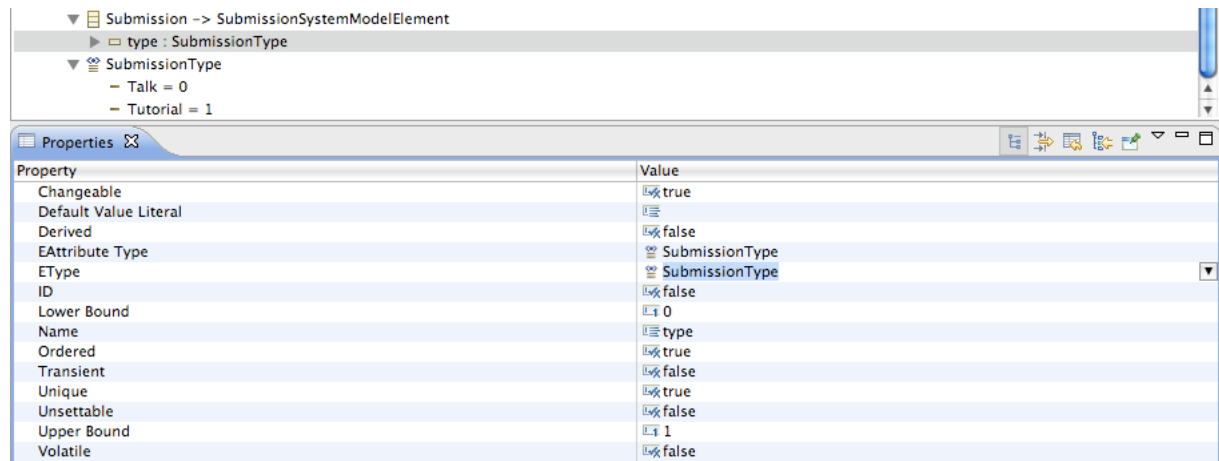 Submission -> SubmissionSystemModelElement
type : SubmissionType
SubmissionType
Talk = 0
Tutorial = 1
Properties
Property Value
Changeable true
Default Value Literal
Derived false
EAttribute Type SubmissionType
EType SubmissionType
ID false
Lower Bound 0
Name type
Ordered true
Transient false
Unique true
Unsettable false
Upper Bound 1
Volatile false